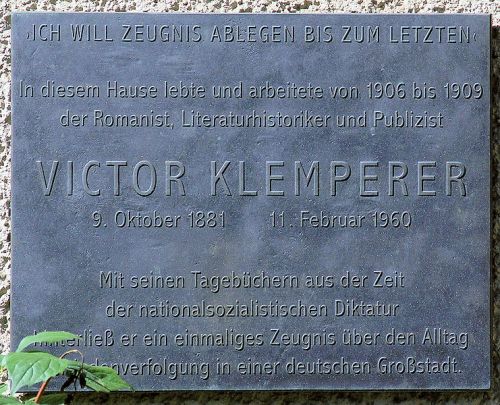 ›ICH WILL ZEUGNIS ABLEGEN BIS ZUM LETZTEN‹
In diesem Hause lebte und arbeitete von 1906 bis 1909
der Romanist, Literaturhistoriker und Publizist
VICTOR KLEMPERER
9. Oktober 1881 11. Februar 1960
Mit seinen Tagebüchern aus der Zeit
der nationalsozialistischen Diktatur
hinterließ er ein einmaliges Zeugnis über den Alltag
in einer deutschen Großstadt.